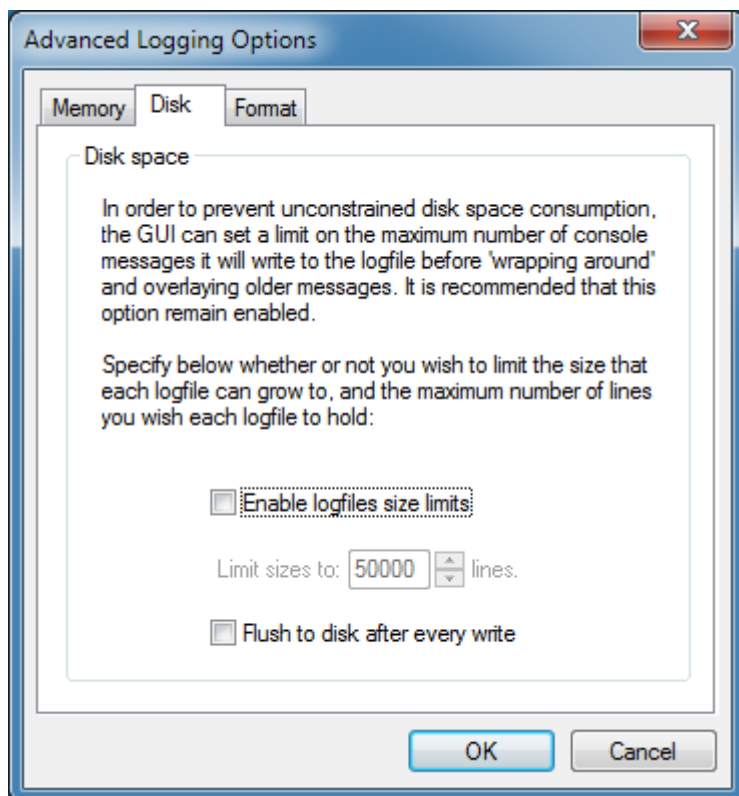 Advanced Logging Options
Memory Disk Format
Disk space
In order to prevent unconstrained disk space consumption,
the GUI can set a limit on the maximum number of console
messages it will write to the logfile before 'wrapping around'
and overlaying older messages. It is recommended that this
option remain enabled.
Specify below whether or not you wish to limit the size that
each logfile can grow to, and the maximum number of lines
you wish each logfile to hold:
Enable logfiles size limits
Limit sizes to: 50000 lines.
Flush to disk after every write
OK Cancel